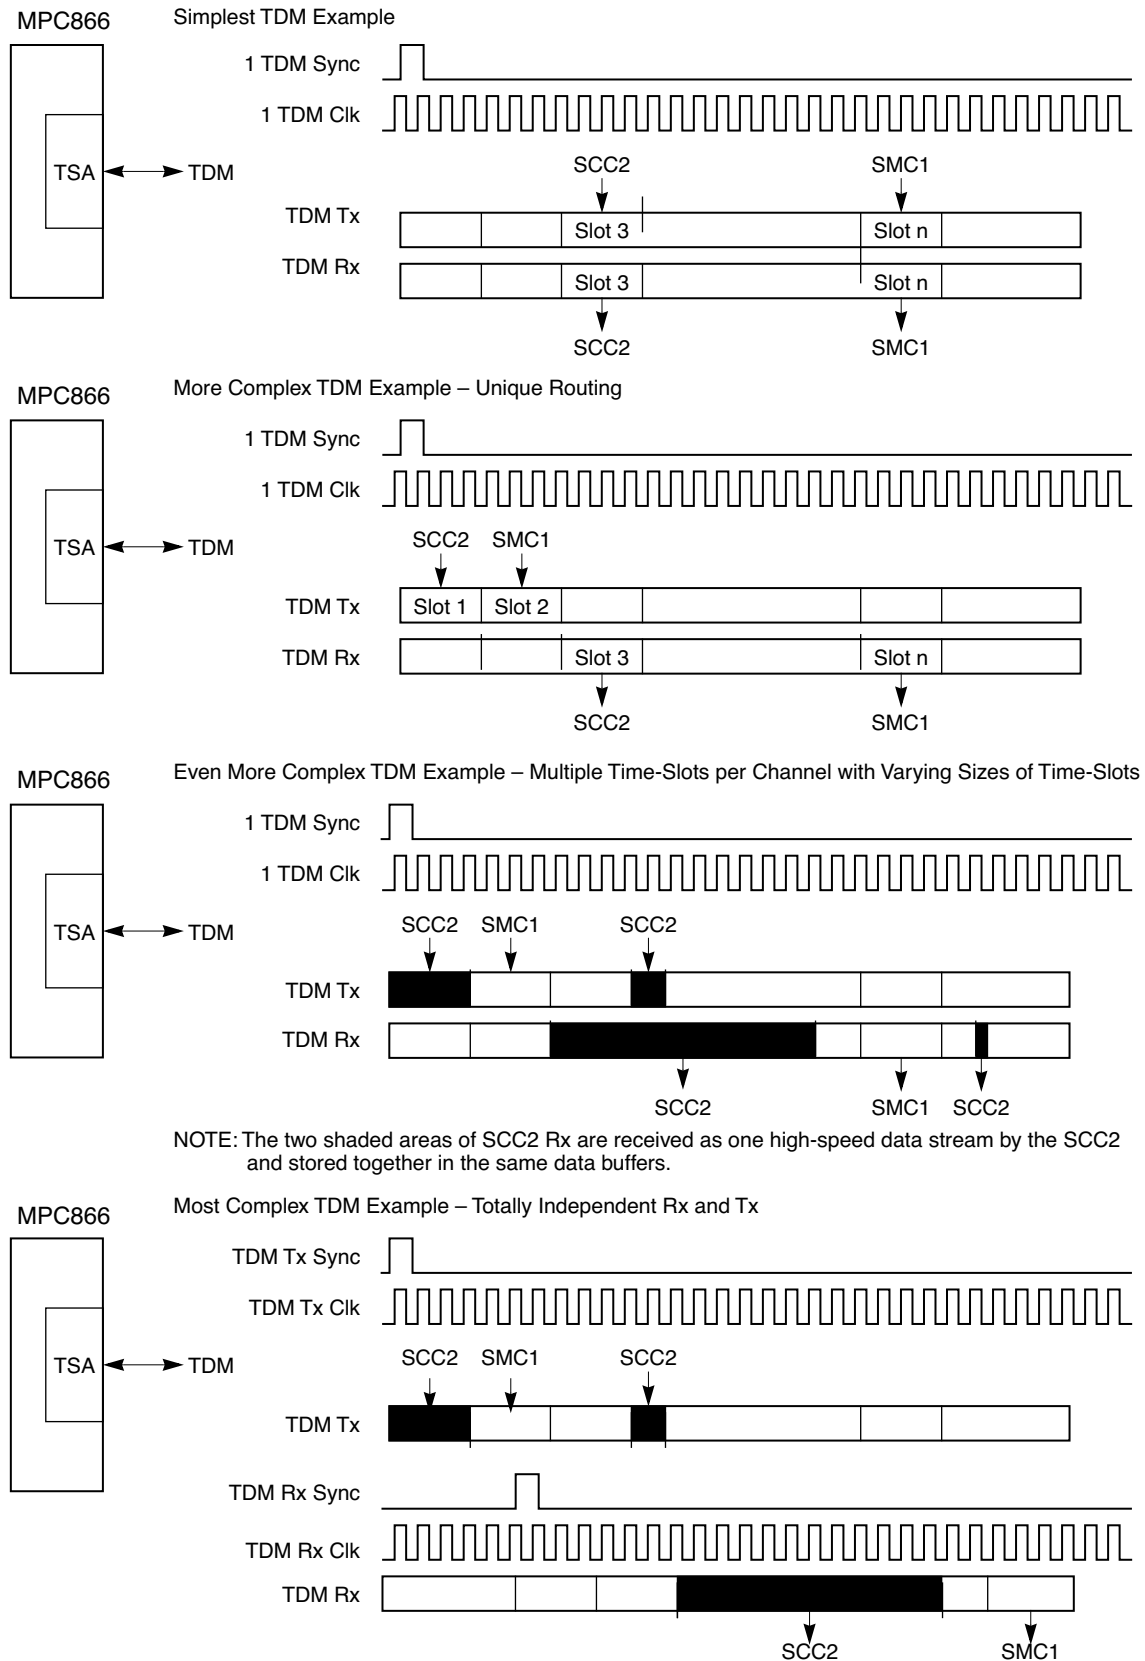 MPC866
Simplest TDM Example
1 TDM Sync
1 TDM Clk
TSA
TDM
SCC2
SMC1
TDM Tx
Slot 3
Slot n
TDM Rx
Slot 3
Slot n
SCC2
SMC1
MPC866
More Complex TDM Example – Unique Routing
1 TDM Sync
1 TDM Clk
TSA
TDM
SCC2
SMC1
TDM Tx
Slot 1
Slot 2
TDM Rx
Slot 3
Slot n
SCC2
SMC1
MPC866
Even More Complex TDM Example – Multiple Time-Slots per Channel with Varying Sizes of Time-Slots
1 TDM Sync
1 TDM Clk
TSA
TDM
SCC2
SMC1
SCC2
TDM Tx
TDM Rx
SCC2
SMC1
SCC2
NOTE: The two shaded areas of SCC2 Rx are received as one high-speed data stream by the SCC2
and stored together in the same data buffers.
MPC866
Most Complex TDM Example – Totally Independent Rx and Tx
TDM Tx Sync
TDM Tx Clk
TSA
TDM
SCC2
SMC1
SCC2
TDM Tx
TDM Rx Sync
TDM Rx Clk
TDM Rx
SCC2
SMC1